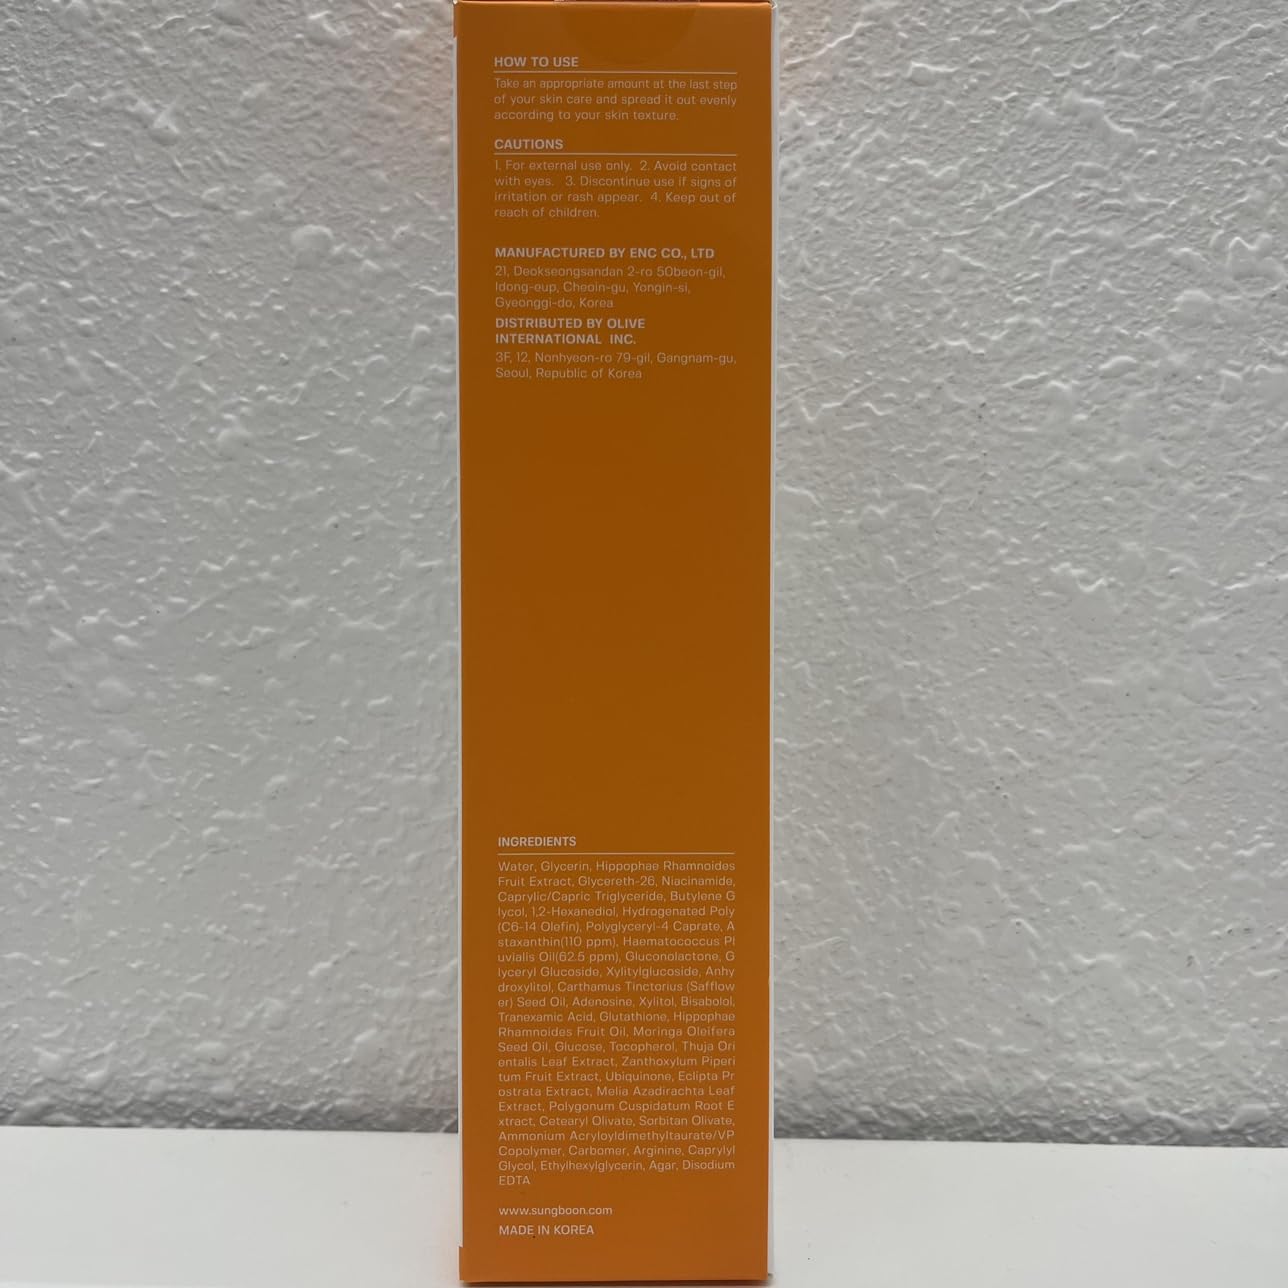 HOW TO USE
Take an appropriate amount at the last step
of your skin care and spread it out evenly
according to your skin texture.
CAUTIONS
1. For external use only. 2. Avoid contact
with eyes. 3. Discontinue use if signs of
irritation or rash appear. 4. Keep out of
reach of children.
MANUFACTURED BY ENC CO., LTD
21, Deokseongsandan 2-ro 50beon-gil,
Idong-eup, Cheoin-gu, Yongin-si,
Gyeonggi-do, Korea
DISTRIBUTED BY OLIVE
INTERNATIONAL INC.
3F, 12, Nonhyeon-ro 79-gil, Gangnam-gu,
Seoul, Republic of Korea
INGREDIENTS
Water, Glycerin, Hippophae Rhamnoides
Fruit Extract, Glycereth-26, Niacinamide,
Caprylic/Capric Triglyceride, Butylene G
lycol, 1,2-Hexanediol, Hydrogenated Poly
(C6-14 Olefin), Polyglyceryl-4 Caprate, A
staxanthin(110 ppm), Haematococcus Pl
uvialis Oil(62.5 ppm), Gluconolactone, G
lyceryl Glucoside, Xylitylglucoside, Anhy
droxylitol, Carthamus Tinctorius (Safflow
er) Seed Oil, Adenosine, Xylitol, Bisabolol,
Tranexamic Acid, Glutathione, Hippophae
Rhamnoides Fruit Oil, Moringa Oleifera
Seed Oil, Glucose, Tocopherol, Thuja Ori
entalis Leaf Extract, Zanthoxylum Piperi
tum Fruit Extract, Ubiquinone, Eclipta Pr
ostrata Extract, Melia Azadirachta Leaf
Extract, Polygonum Cuspidatum Root E
xtract, Cetearyl Olivate, Sorbitan Olivate,
Ammonium Acryloyldimethyltaurate/VP
Copolymer, Carbomer, Arginine, Caprylyl
Glycol, Ethylhexylglycerin, Agar, Disodium
EDTA
www.sungboon.com
MADE IN KOREA